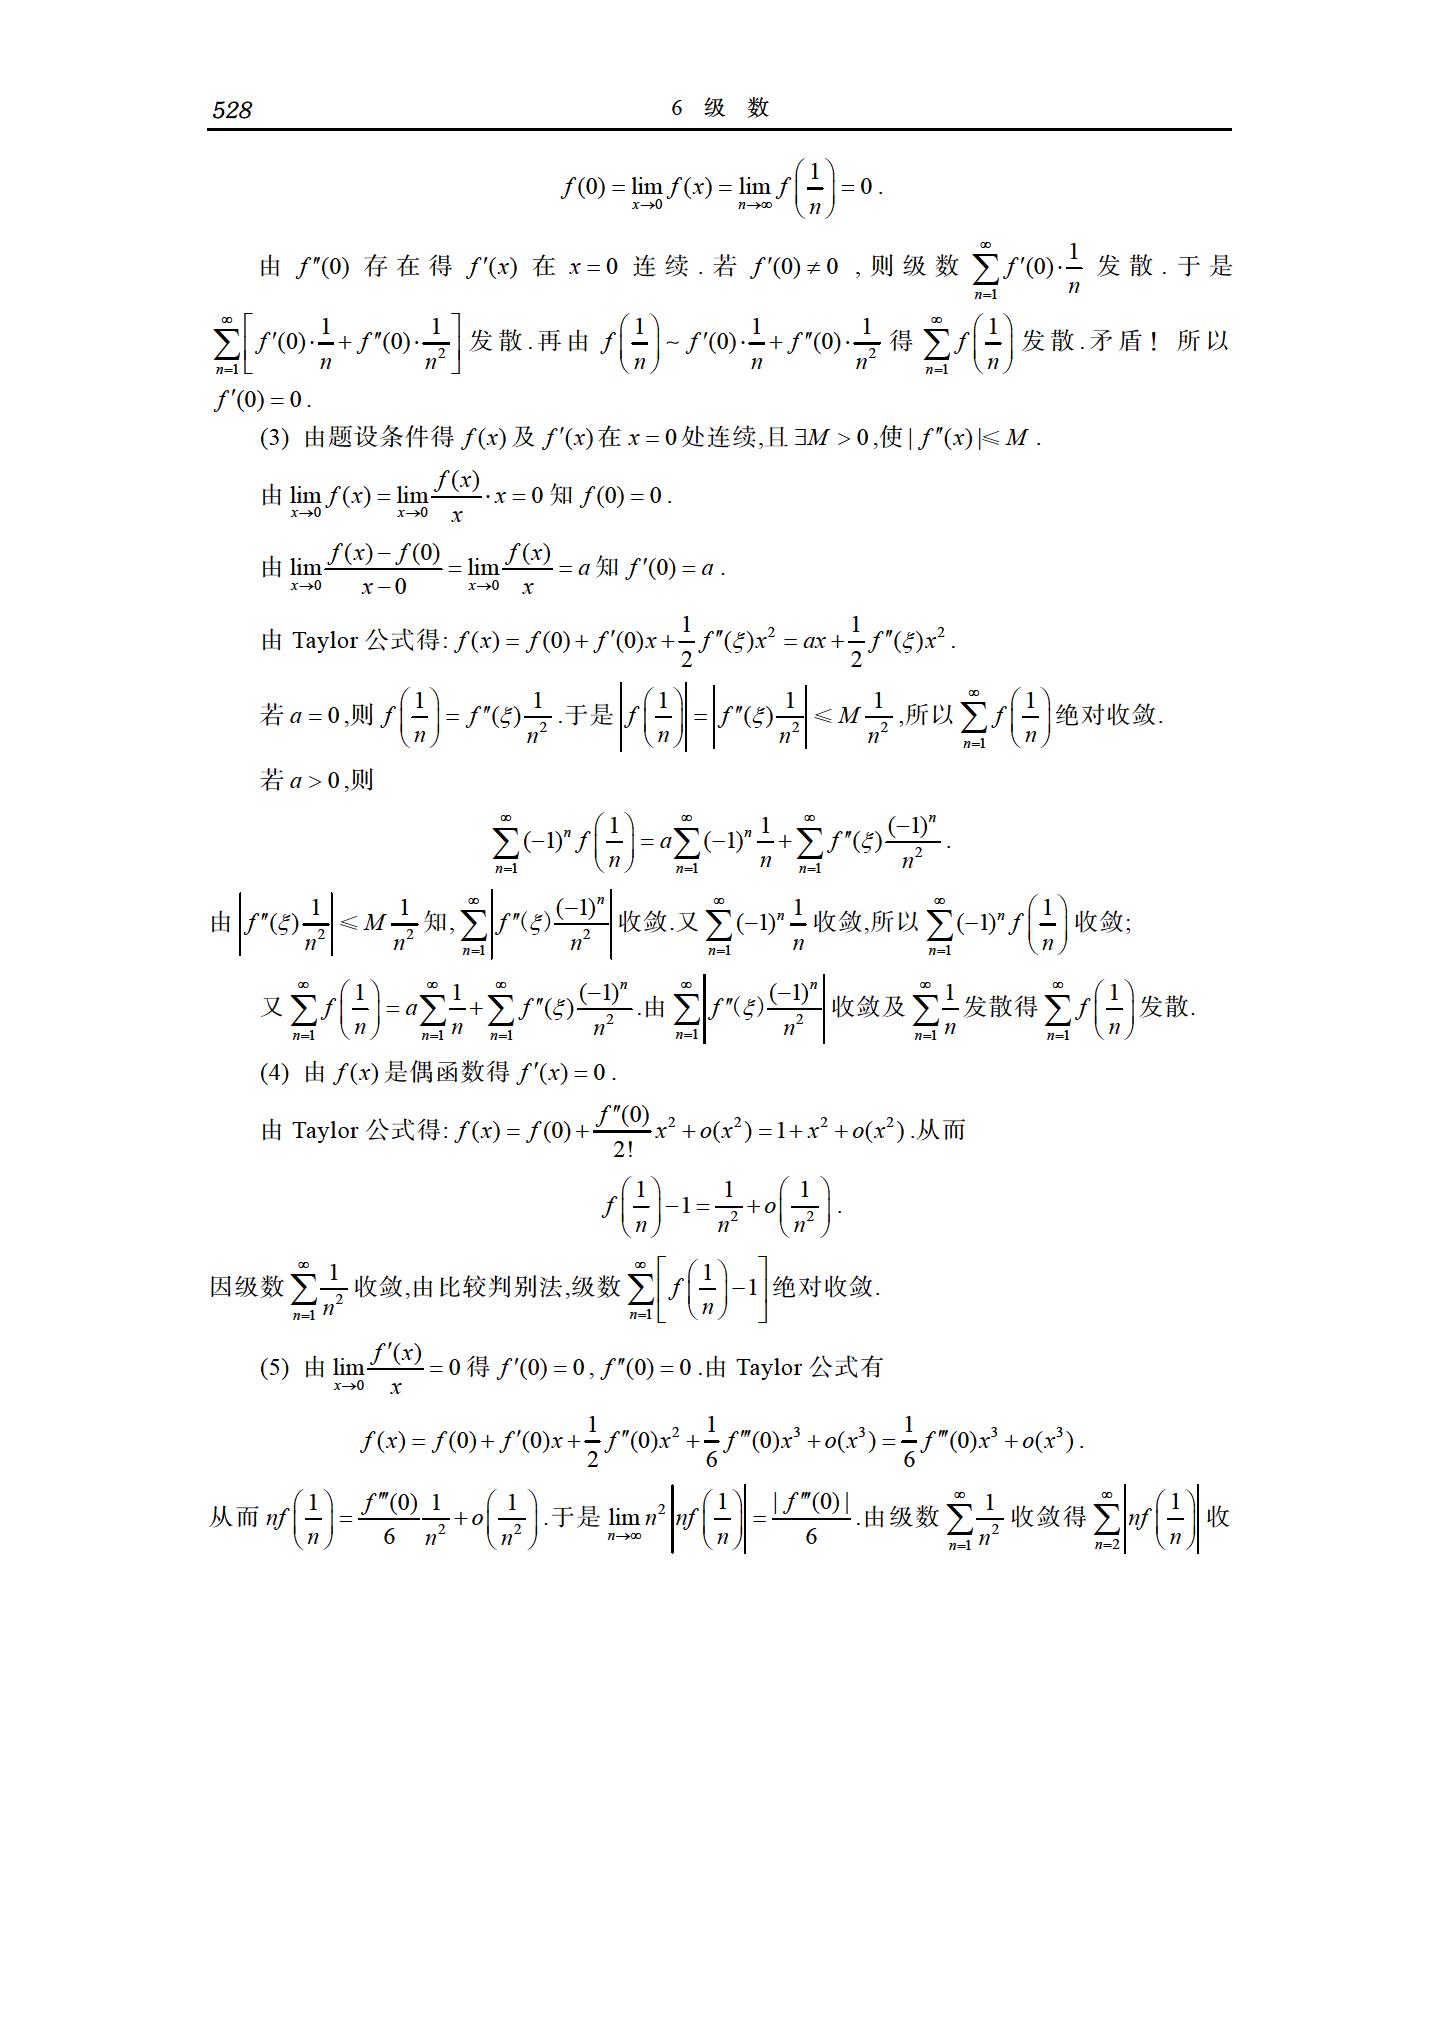 528 6 级 数
$f(0)=\lim_{x\to 0}f(x)=\lim_{n\to\infty}f\left(\frac{1}{n}\right)=0$ .
由 $f''(0)$ 存在得 $f'(x)$ 在 $x=0$ 连续 . 若 $f'(0)\neq 0$ , 则级数 $\sum_{n=1}^{\infty}f'(0)\cdot\frac{1}{n}$ 发散 . 于是
$\sum_{n=1}^{\infty}\left[f'(0)\cdot\frac{1}{n}+f''(0)\cdot\frac{1}{n^2}\right]$ 发散 .再由 $f\left(\frac{1}{n}\right)\sim f'(0)\cdot\frac{1}{n}+f''(0)\cdot\frac{1}{n^2}$ 得 $\sum_{n=1}^{\infty}f\left(\frac{1}{n}\right)$ 发散 .矛盾！所以
$f'(0)=0$ .
(3) 由题设条件得 $f(x)$ 及 $f'(x)$ 在 $x=0$ 处连续,且 $\exists M>0$ ,使 $|f''(x)|\leqslant M$ .
由 $\lim_{x\to 0}f(x)=\lim_{x\to 0}\frac{f(x)}{x}\cdot x=0$ 知 $f(0)=0$ .
由 $\lim_{x\to 0}\frac{f(x)-f(0)}{x-0}=\lim_{x\to 0}\frac{f(x)}{x}=a$ 知 $f'(0)=a$ .
由 Taylor 公式得: $f(x)=f(0)+f'(0)x+\frac{1}{2}f''(\xi)x^2=ax+\frac{1}{2}f''(\xi)x^2$ .
若 $a=0$ ,则 $f\left(\frac{1}{n}\right)=f''(\xi)\frac{1}{n^2}$ .于是 $\left|f\left(\frac{1}{n}\right)\right|=\left|f''(\xi)\frac{1}{n^2}\right|\leqslant M\frac{1}{n^2}$ ,所以 $\sum_{n=1}^{\infty}f\left(\frac{1}{n}\right)$ 绝对收敛.
若 $a>0$ ,则
$\sum_{n=1}^{\infty}(-1)^n f\left(\frac{1}{n}\right)=a\sum_{n=1}^{\infty}(-1)^n\frac{1}{n}+\sum_{n=1}^{\infty}f''(\xi)\frac{(-1)^n}{n^2}$ .
由 $\left|f''(\xi)\frac{1}{n^2}\right|\leqslant M\frac{1}{n^2}$ 知, $\sum_{n=1}^{\infty}\left|f''(\xi)\frac{(-1)^n}{n^2}\right|$ 收敛.又 $\sum_{n=1}^{\infty}(-1)^n\frac{1}{n}$ 收敛,所以 $\sum_{n=1}^{\infty}(-1)^n f\left(\frac{1}{n}\right)$ 收敛;
又 $\sum_{n=1}^{\infty}f\left(\frac{1}{n}\right)=a\sum_{n=1}^{\infty}\frac{1}{n}+\sum_{n=1}^{\infty}f''(\xi)\frac{(-1)^n}{n^2}$ .由 $\sum_{n=1}^{\infty}\left|f''(\xi)\frac{(-1)^n}{n^2}\right|$ 收敛及 $\sum_{n=1}^{\infty}\frac{1}{n}$ 发散得 $\sum_{n=1}^{\infty}f\left(\frac{1}{n}\right)$ 发散.
(4) 由 $f(x)$ 是偶函数得 $f'(x)=0$ .
由 Taylor 公式得: $f(x)=f(0)+\frac{f''(0)}{2!}x^2+o(x^2)=1+x^2+o(x^2)$ .从而
$f\left(\frac{1}{n}\right)-1=\frac{1}{n^2}+o\left(\frac{1}{n^2}\right)$ .
因级数 $\sum_{n=1}^{\infty}\frac{1}{n^2}$ 收敛,由比较判别法,级数 $\sum_{n=1}^{\infty}\left[f\left(\frac{1}{n}\right)-1\right]$ 绝对收敛.
(5) 由 $\lim_{x\to 0}\frac{f'(x)}{x}=0$ 得 $f'(0)=0$ , $f''(0)=0$ .由 Taylor 公式有
$f(x)=f(0)+f'(0)x+\frac{1}{2}f''(0)x^2+\frac{1}{6}f'''(0)x^3+o(x^3)=\frac{1}{6}f'''(0)x^3+o(x^3)$ .
从而 $nf\left(\frac{1}{n}\right)=\frac{f'''(0)}{6}\frac{1}{n^2}+o\left(\frac{1}{n^2}\right)$ .于是 $\lim_{n\to\infty}n^2\left|nf\left(\frac{1}{n}\right)\right|=\frac{|f'''(0)|}{6}$ .由级数 $\sum_{n=1}^{\infty}\frac{1}{n^2}$ 收敛得 $\sum_{n=2}^{\infty}\left|nf\left(\frac{1}{n}\right)\right|$ 收